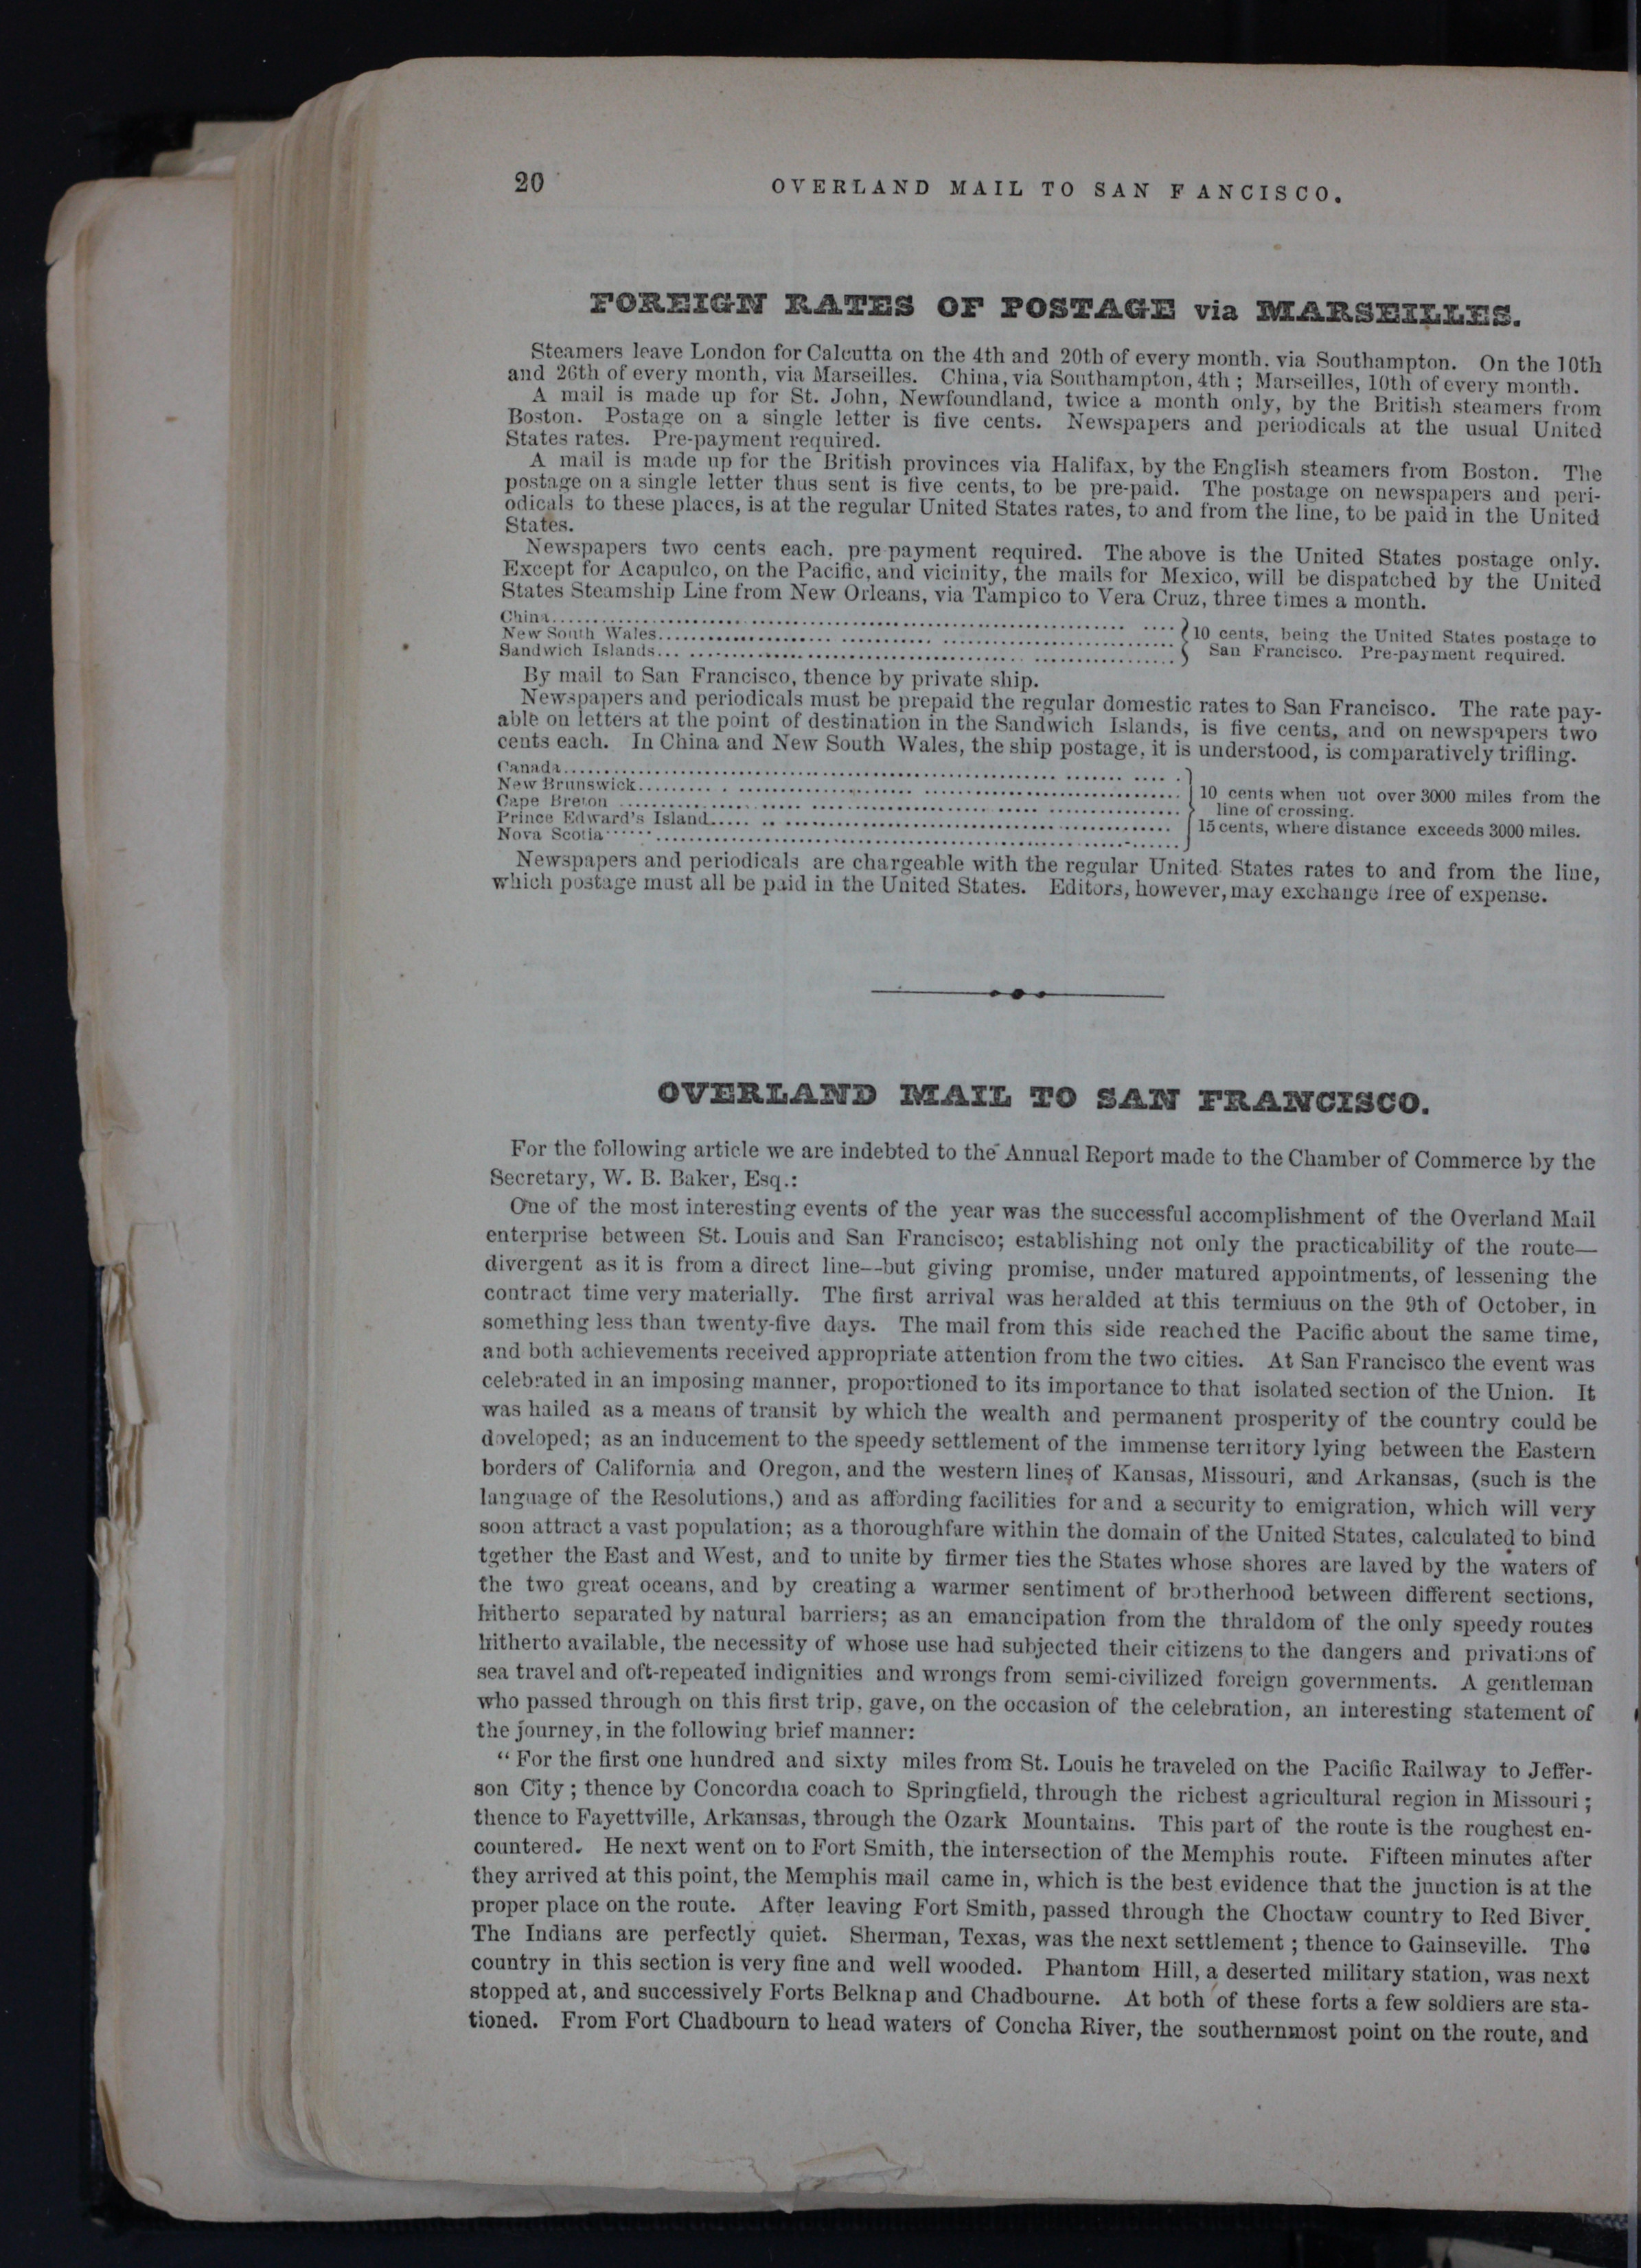 20
OVERLAND MAIL TO SAN F ANCISCO.
FOREIGN RATES OF POSTAGE via MARSEILLES.
Steamers leave London for Calcutta on the 4th and 20th of every month. via Southampton. On the 10th
and 26th of every month, via Marseilles. China, via Southampton, 4th ; Marseilles, 10th of every month.
A mail is made up for St. John, Newfoundland, twice a month only, by the British steamers from
Boston. Postage on a single letter is five cents. Newspapers and periodicals at the usual United
States rates. Pre-payment required.
A mail is made up for the British provinces via Halifax, by the English steamers from Boston. The
postage on a single letter thus sent is five cents, to be pre-paid. The postage on newspapers and peri-
odicals to these places, is at the regular United States rates, to and from the line, to be paid in the United
States.
Newspapers two cents each, pre payment required. The above is the United States postage only.
Except for Acapulco, on the Pacific, and vicinity, the mails for Mexico, will be dispatched by the United
States Steamship Line from New Orleans, via Tampico to Vera Cruz, three times a month.
China
New South Wales
Sandwich Islands
10 cents, being the United States postage to
San Francisco. Pre-payment required.
By mail to San Francisco, thence by private ship.
Newspapers and periodicals must be prepaid the regular domestic rates to San Francisco. The rate pay-
able on letters at the point of destination in the Sandwich Islands, is five cents, and on newspapers two
cents each. In China and New South Wales, the ship postage, it is understood, is comparatively trifling.
Canada
New Brunswick
Cape Breton
Prince Edward's Island
Nova Scotia
10 cents when not over 3000 miles from the
line of crossing.
15 cents, where distance exceeds 3000 miles.
Newspapers and periodicals are chargeable with the regular United States rates to and from the line,
which postage must all be paid in the United States. Editors, however, may exchange free of expense.
OVERLAND MAIL TO SAN FRANCISCO.
For the following article we are indebted to the Annual Report made to the Chamber of Commerce by the
Secretary, W. B. Baker, Esq.:
One of the most interesting events of the year was the successful accomplishment of the Overland Mail
enterprise between St. Louis and San Francisco; establishing not only the practicability of the route—
divergent as it is from a direct line--but giving promise, under matured appointments, of lessening the
contract time very materially. The first arrival was heralded at this terminus on the 9th of October, in
something less than twenty-five days. The mail from this side reached the Pacific about the same time,
and both achievements received appropriate attention from the two cities. At San Francisco the event was
celebrated in an imposing manner, proportioned to its importance to that isolated section of the Union. It
was hailed as a means of transit by which the wealth and permanent prosperity of the country could be
developed; as an inducement to the speedy settlement of the immense territory lying between the Eastern
borders of California and Oregon, and the western lines of Kansas, Missouri, and Arkansas, (such is the
language of the Resolutions,) and as affording facilities for and a security to emigration, which will very
soon attract a vast population; as a thoroughfare within the domain of the United States, calculated to bind
tgether the East and West, and to unite by firmer ties the States whose shores are laved by the waters of
the two great oceans, and by creating a warmer sentiment of brotherhood between different sections,
hitherto separated by natural barriers; as an emancipation from the thraldom of the only speedy routes
hitherto available, the necessity of whose use had subjected their citizens to the dangers and privations of
sea travel and oft-repeated indignities and wrongs from semi-civilized foreign governments. A gentleman
who passed through on this first trip, gave, on the occasion of the celebration, an interesting statement of
the journey, in the following brief manner:
“ For the first one hundred and sixty miles from St. Louis he traveled on the Pacific Railway to Jeffer-
son City ; thence by Concordia coach to Springfield, through the richest agricultural region in Missouri ;
thence to Fayettville, Arkansas, through the Ozark Mountains. This part of the route is the roughest en-
countered. He next went on to Fort Smith, the intersection of the Memphis route. Fifteen minutes after
they arrived at this point, the Memphis mail came in, which is the best evidence that the junction is at the
proper place on the route. After leaving Fort Smith, passed through the Choctaw country to Red Biver.
The Indians are perfectly quiet. Sherman, Texas, was the next settlement ; thence to Gainseville. The
country in this section is very fine and well wooded. Phantom Hill, a deserted military station, was next
stopped at, and successively Forts Belknap and Chadbourne. At both of these forts a few soldiers are sta-
tioned. From Fort Chadbourn to head waters of Concha River, the southernmost point on the route, and